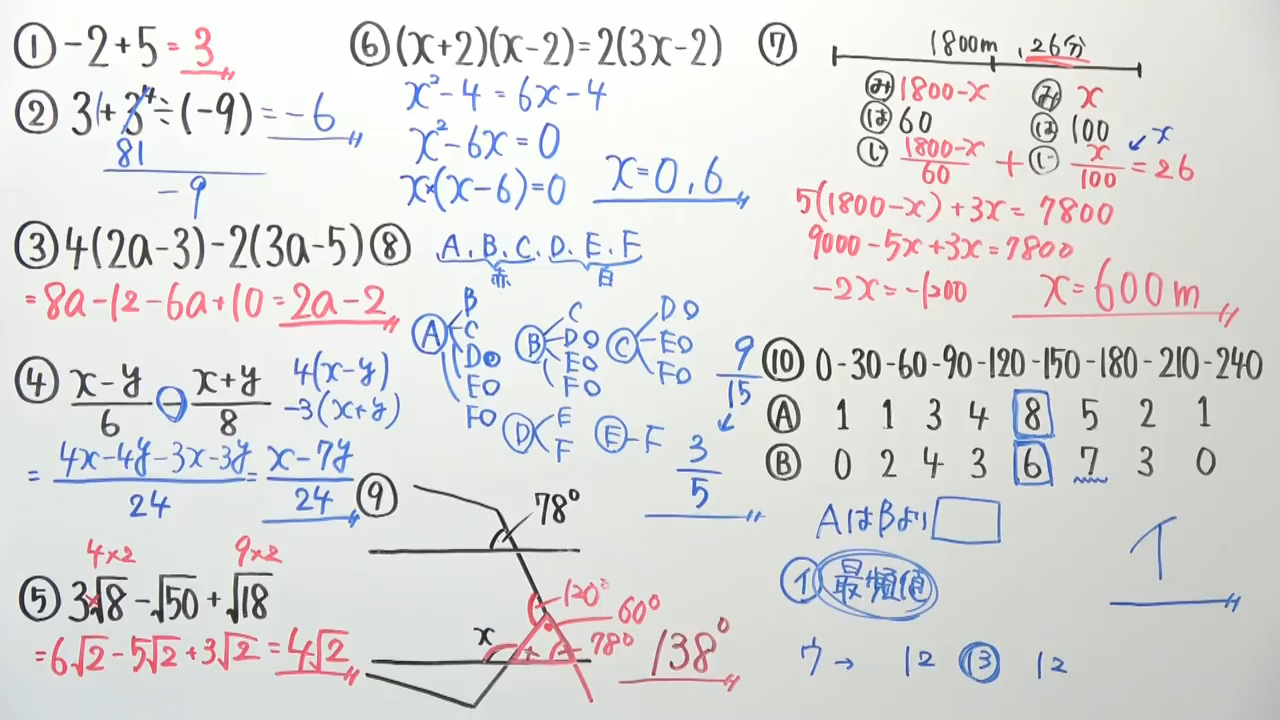 ① -2+5 = 3
② 31+3⁴÷(-9) = -6
81
-9
③ 4(2a-3)-2(3a-5)
= 8a-12-6a+10 = 2a-2
④ x-y/6 - x+y/8
4(x-y)
-3(x+y)
= 4x-4y-3x-3y/24 = x-7y/24
4×2 9×2
⑤ 3√8-√50+√18
= 6√2-5√2+3√2 = 4√2
⑥ (x+2)(x-2)=2(3x-2)
x²-4=6x-4
x²-6x=0
x×(x-6)=0
x=0.6
⑦ 1800m 26分
み 1800-x み x
は 60 は 100
じ 1800-x/60 + じ x/100 = 26
x
5(1800-x)+3x=7800
9000-5x+3x=7800
-2x=-1200
x=600m
⑧ A.B.C.D.E.F
赤 白
A B
C
D○
E○
F○
B C
D○
E○
F○
C D○
E○
F○
D E
F
E-F
9/15
3/5
⑨ 78°
120°
60°
78°
x
138°
⑩ 0-30-60-90-120-150-180-210-240
A 1 1 3 4 8 5 2 1
B 0 2 4 3 6 7 3 0
AはBより
イ 最頻値
イ
ウ→ 12 13 12